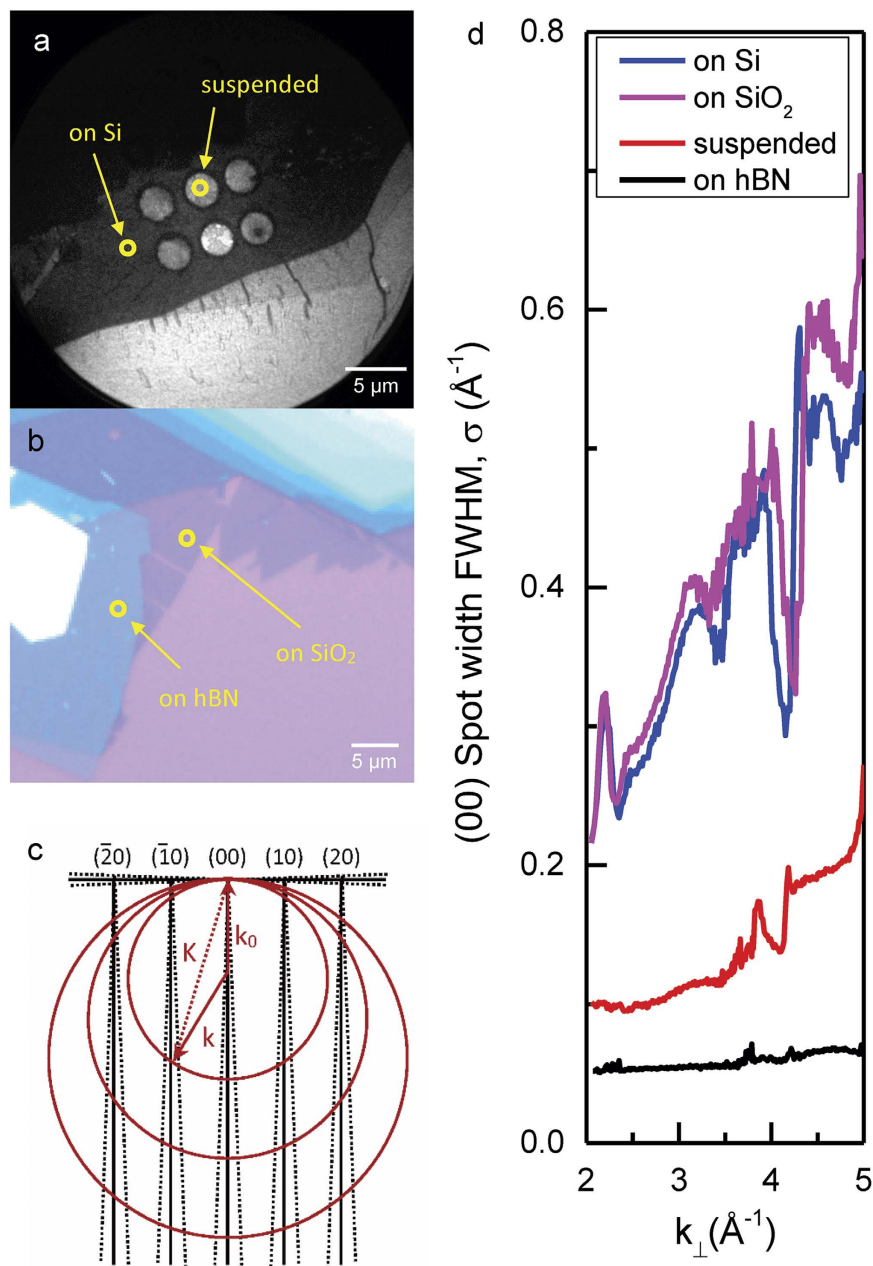 a
suspended
on Si
5 µm
b
on SiO₂
on hBN
5 µm
c
(2̄0) (1̄0) (00) (10) (20)
K
k₀
k
d
on Si
on SiO₂
suspended
on hBN
(00) Spot width FWHM, σ (Å⁻¹)
0.8
0.6
0.4
0.2
0.0
2 3 4 5
k⊥(Å⁻¹)